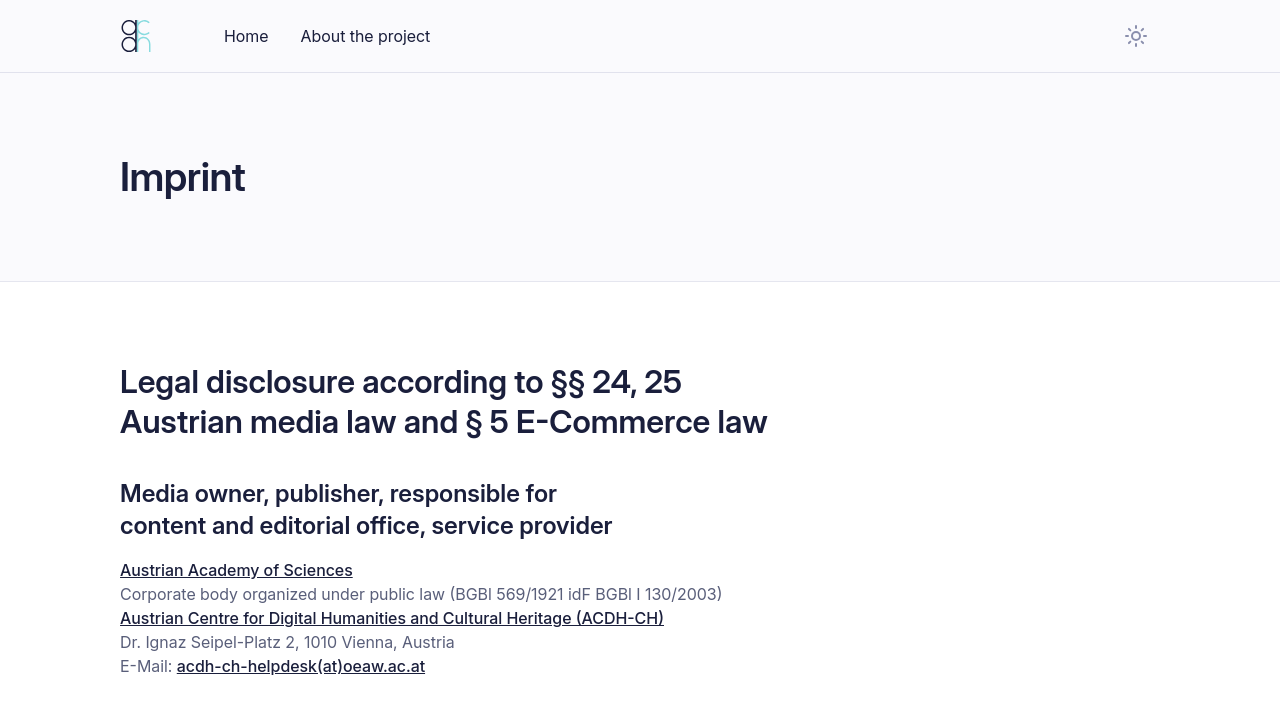 Home
About the project
Imprint
Legal disclosure according to §§ 24, 25
Austrian media law and § 5 E-Commerce law
Media owner, publisher, responsible for
content and editorial office, service provider
Austrian Academy of Sciences
Corporate body organized under public law (BGBl 569/1921 idF BGBl I 130/2003)
Austrian Centre for Digital Humanities and Cultural Heritage (ACDH-CH)
Dr. Ignaz Seipel-Platz 2, 1010 Vienna, Austria
E-Mail: acdh-ch-helpdesk(at)oeaw.ac.at